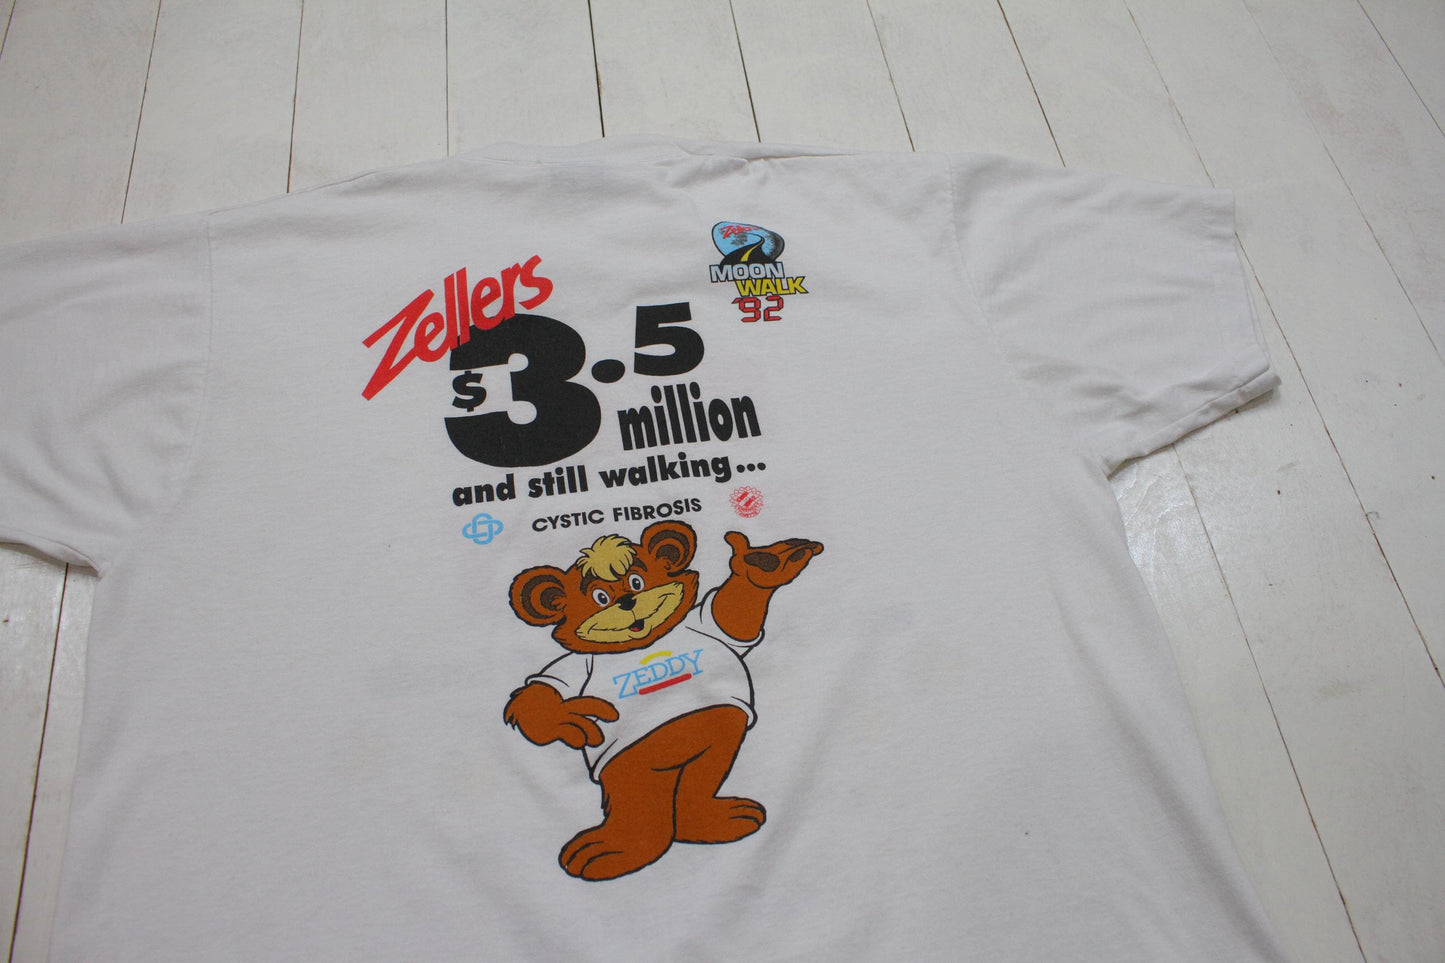 Zellers
MOON
WALK
'92
Zellers
$3.5
million
and still walking...
CYSTIC FIBROSIS
ZEDDY